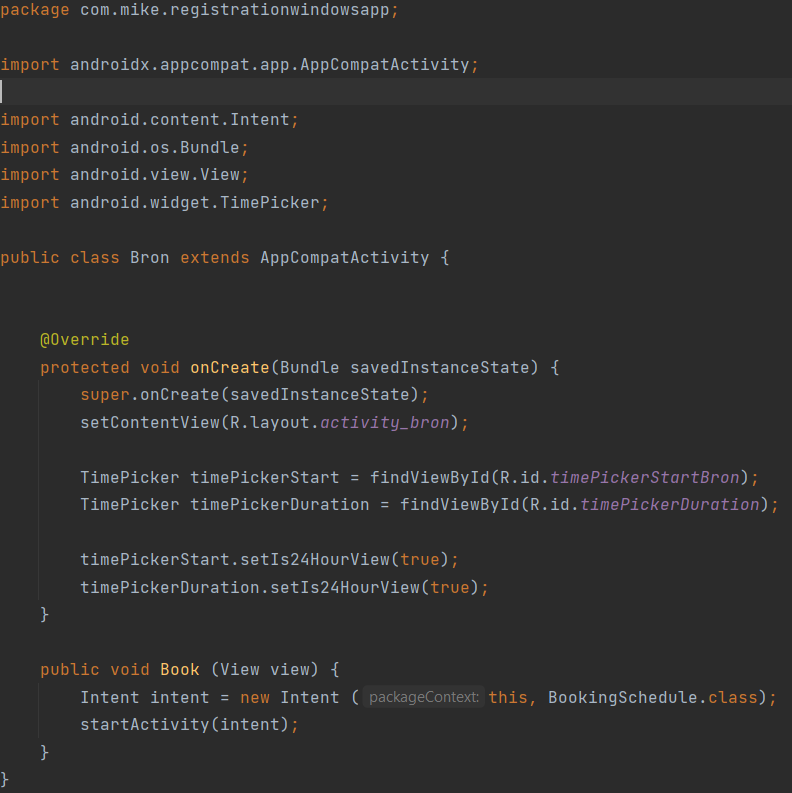 package com.mike.registrationwindowsapp;
import androidx.appcompat.app.AppCompatActivity;
import android.content.Intent;
import android.os.Bundle;
import android.view.View;
import android.widget.TimePicker;
public class Bron extends AppCompatActivity {
@Override
protected void onCreate(Bundle savedInstanceState) {
super.onCreate(savedInstanceState);
setContentView(R.layout.activity_bron);
TimePicker timePickerStart = findViewById(R.id.timePickerStartBron);
TimePicker timePickerDuration = findViewById(R.id.timePickerDuration);
timePickerStart.setIs24HourView(true);
timePickerDuration.setIs24HourView(true);
}
public void Book (View view) {
Intent intent = new Intent ( packageContext: this, BookingSchedule.class);
startActivity(intent);
}
}